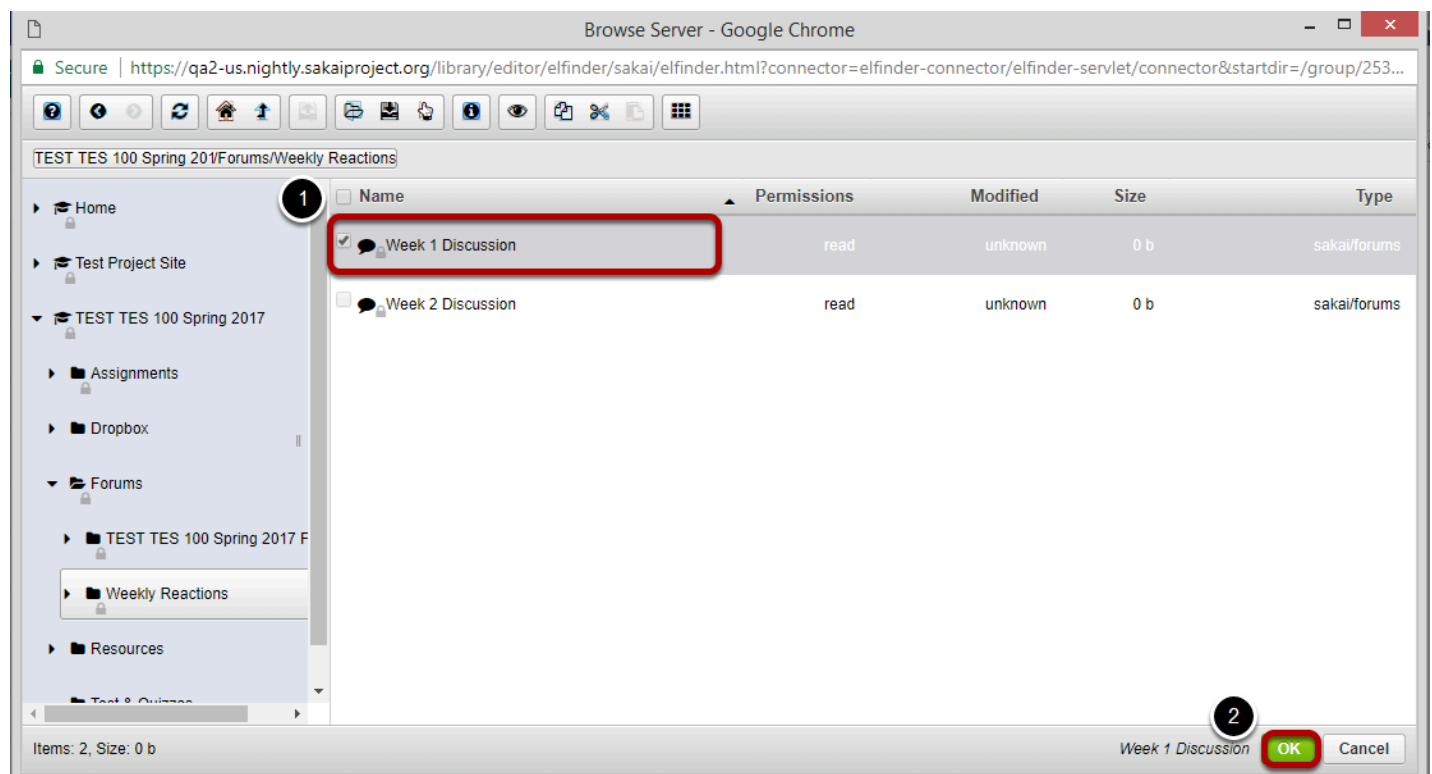 Browse Server - Google Chrome
Secure | https://qa2-us.nightly.sakaiproject.org/library/editor/elfinder/sakai/elfinder.html?connector=elfinder-connector/elfinder-servlet/connector&startdir=/group/253...
TEST TES 100 Spring 201/Forums/Weekly Reactions
1
Name Permissions Modified Size Type
Week 1 Discussion read unknown 0 b sakai/forums
Week 2 Discussion read unknown 0 b sakai/forums
Home
Test Project Site
TEST TES 100 Spring 2017
Assignments
Dropbox
Forums
TEST TES 100 Spring 2017 F
Weekly Reactions
Resources
Test & Quizzes
2
Items: 2, Size: 0 b
Week 1 Discussion OK Cancel